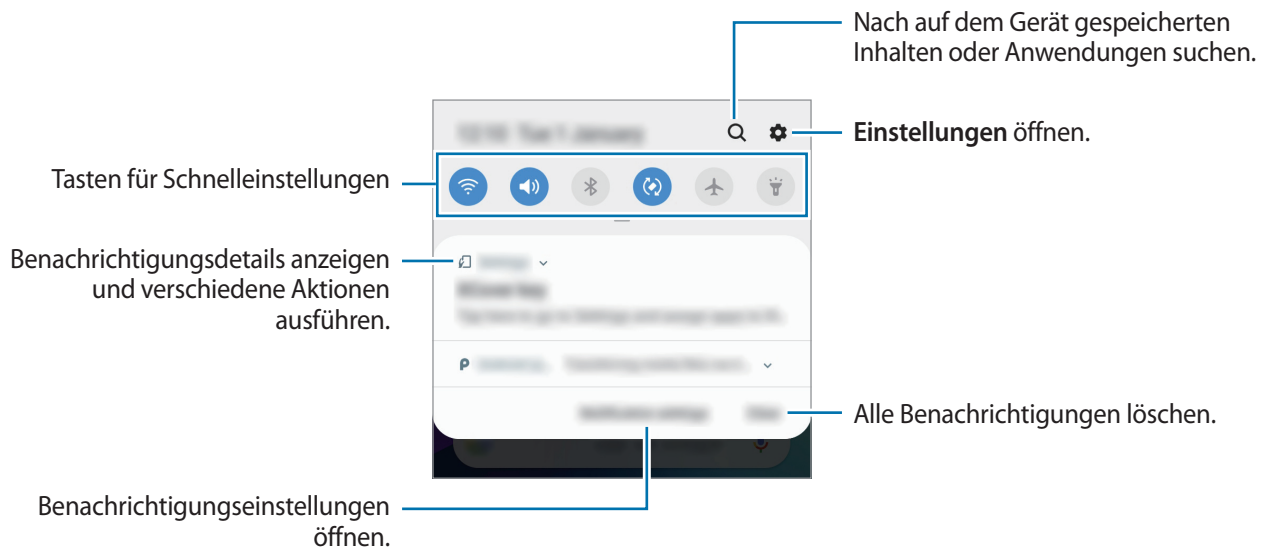 Nach auf dem Gerät gespeicherten
Inhalten oder Anwendungen suchen.
Einstellungen öffnen.
Tasten für Schnelleinstellungen
Benachrichtigungsdetails anzeigen
und verschiedene Aktionen
ausführen.
Alle Benachrichtigungen löschen.
Benachrichtigungseinstellungen
öffnen.